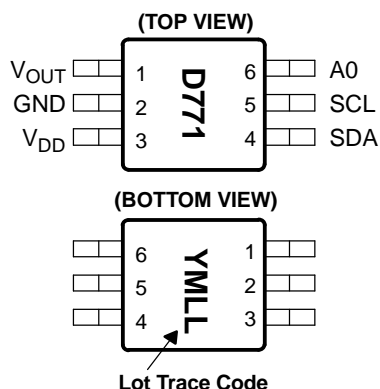 (TOP VIEW)
VOUT 1 6 A0
GND 2 5 SCL
VDD 3 4 SDA
D771
(BOTTOM VIEW)
6 1
5 2
4 3
YMLL
Lot Trace Code